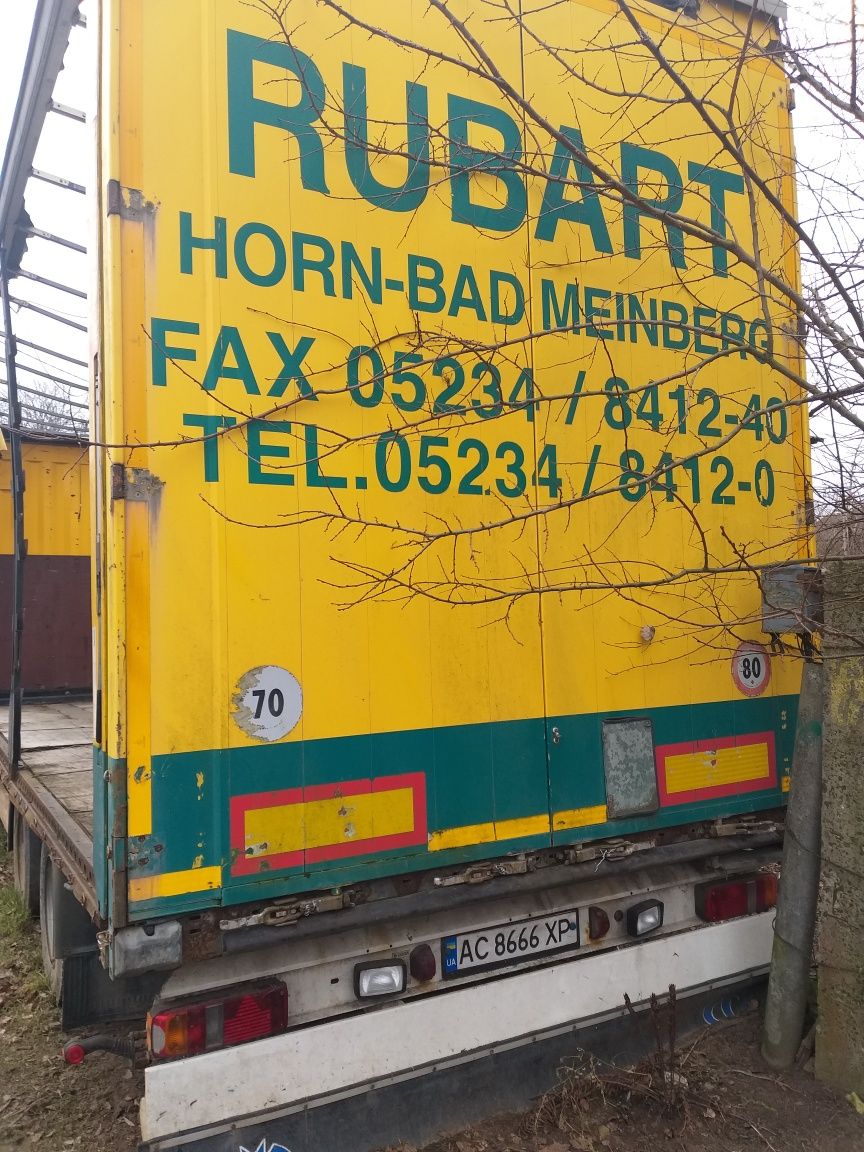 RUBART
HORN-BAD MEINBERG
FAX 05234 / 8412-40
TEL.05234 / 8412-0
70
80
UA
AC 8666 XP